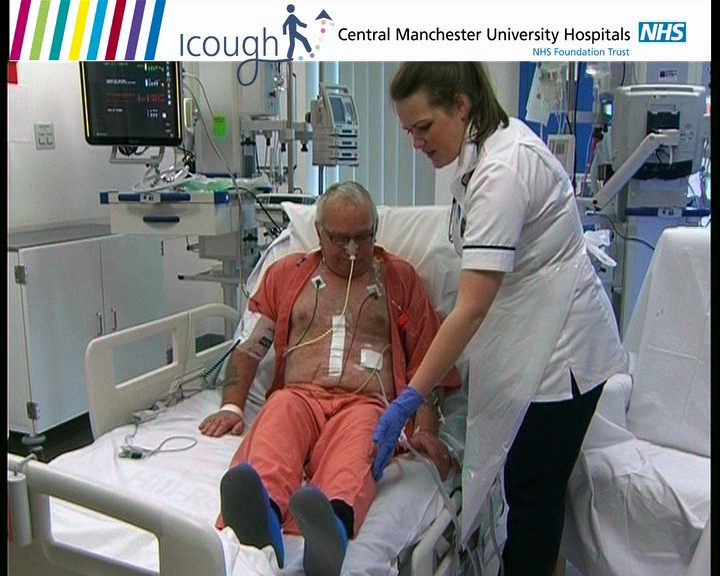 Icough
Central Manchester University Hospitals NHS
NHS Foundation Trust